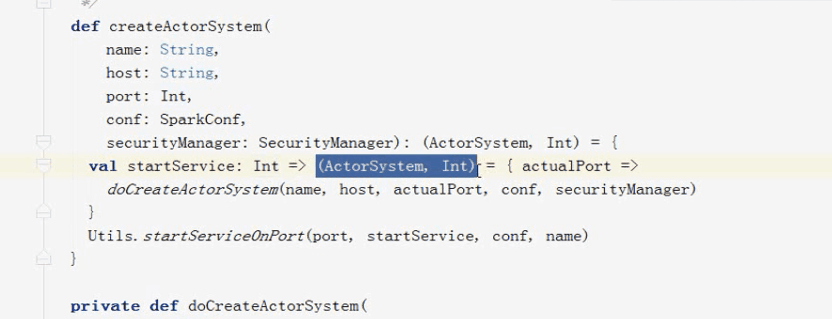 */
def createActorSystem(
name: String,
host: String,
port: Int,
conf: SparkConf,
securityManager: SecurityManager): (ActorSystem, Int) = {
val startService: Int => (ActorSystem, Int) = { actualPort =>
doCreateActorSystem(name, host, actualPort, conf, securityManager)
}
Utils.startServiceOnPort(port, startService, conf, name)
}
private def doCreateActorSystem(